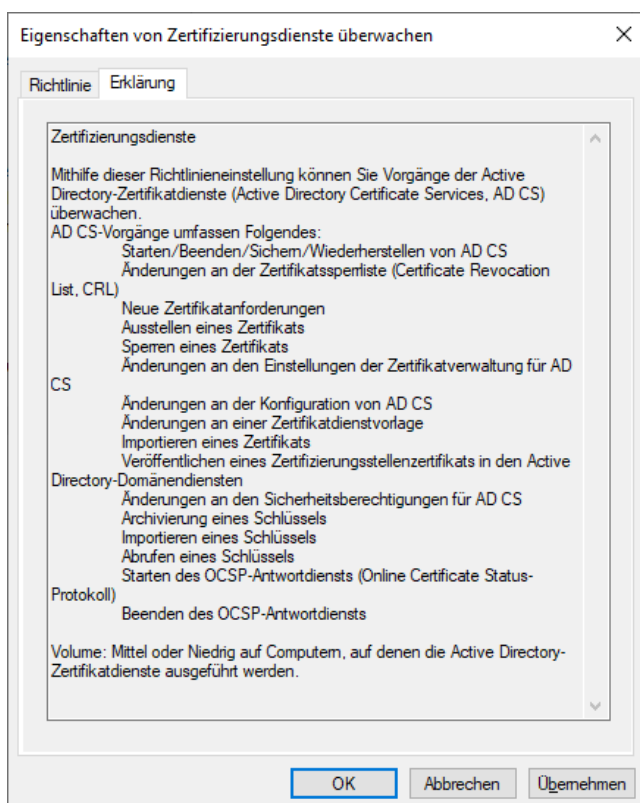 Eigenschaften von Zertifizierungsdienste überwachen
Richtlinie
Erklärung
Zertifizierungsdienste
Mithilfe dieser Richtlinieneinstellung können Sie Vorgänge der Active
Directory-Zertifikatdienste (Active Directory Certificate Services, AD CS)
überwachen.
AD CS-Vorgänge umfassen Folgendes:
Starten/Beenden/Sichern/Wiederherstellen von AD CS
Änderungen an der Zertifikatssperrliste (Certificate Revocation
List, CRL)
Neue Zertifikatanforderungen
Ausstellen eines Zertifikats
Sperren eines Zertifikats
Änderungen an den Einstellungen der Zertifikatverwaltung für AD
CS
Änderungen an der Konfiguration von AD CS
Änderungen an einer Zertifikatdienstvorlage
Importieren eines Zertifikats
Veröffentlichen eines Zertifizierungsstellenzertifikats in den Active
Directory-Domänendiensten
Änderungen an den Sicherheitsberechtigungen für AD CS
Archivierung eines Schlüssels
Importieren eines Schlüssels
Abrufen eines Schlüssels
Starten des OCSP-Antwortdiensts (Online Certificate Status-
Protokoll)
Beenden des OCSP-Antwortdiensts
Volume: Mittel oder Niedrig auf Computern, auf denen die Active Directory-
Zertifikatdienste ausgeführt werden.
OK
Abbrechen
Übernehmen